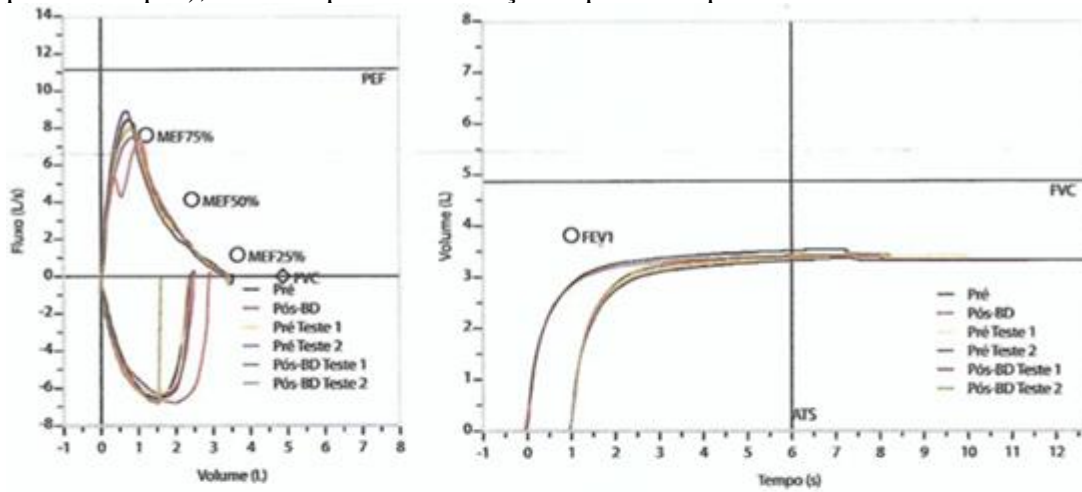 14
12
10
8
6
4
2
0
-2
-4
-6
-8
-1 0 1 2 3 4 5 6 7 8
Fluxo (L/s)
Volume (L)
PEF
MEF75%
MEF50%
MEF25%
FVC
Pré
Pós-BD
Pré Teste 1
Pré Teste 2
Pós-BD Teste 1
Pós-BD Teste 2
8
7
6
5
4
3
2
1
0
-1 0 1 2 3 4 5 6 7 8 9 10 11 12
Volume (L)
Tempo (s)
FVC
FEV1
ATS
Pré
Pós-BD
Pré Teste 1
Pré Teste 2
Pós-BD Teste 1
Pós-BD Teste 2